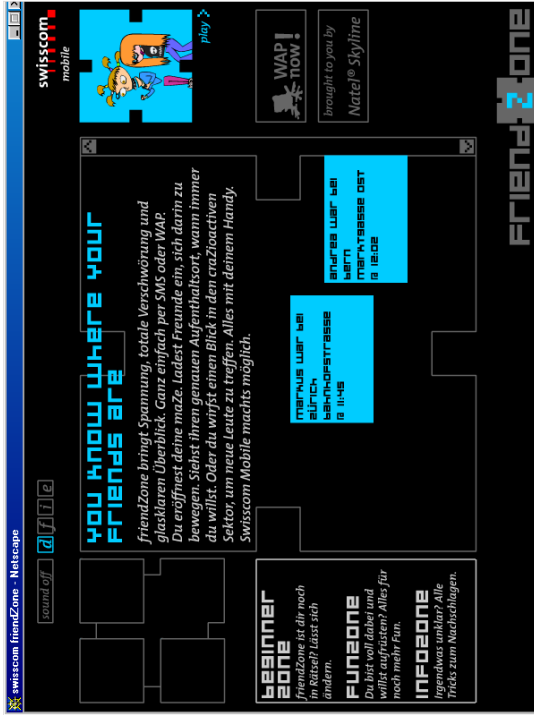 swisscom friendZone - Netscape
sound off
d f i e
swisscom
mobile
YOU KNOW WHERE YOUR
FRIENDS ARE
friendZone bringt Spannung, totale Verschwörung und
glasklaren Überblick. Ganz einfach per SMS oder WAP.
Du eröffnest deine maZe. Ladest Freunde ein, sich darin zu
bewegen. Siehst ihren genauen Aufenthaltsort, wann immer
du willst. Oder du wirfst einen Blick in den craZioactiven
Sektor, um neue Leute zu treffen. Alles mit deinem Handy.
Swisscom Mobile machts möglich.
play >
WAP
now!
brought to you by
Natel® Skyline
markus war bei
zürich
bahnhofstrasse
@ 11:45
andrea war bei
bern
marktgasse ost
@ 12:02
beginner
zone
friendZone ist dir noch
in Rätsel? Lässt sich
ändern.
funzone
Du bist voll dabei und
willst aufrüsten? Alles für
noch mehr Fun.
infozone
Irgendwas unklar? Alle
Tricks zum Nachschlagen.
FRIEND Z ONE